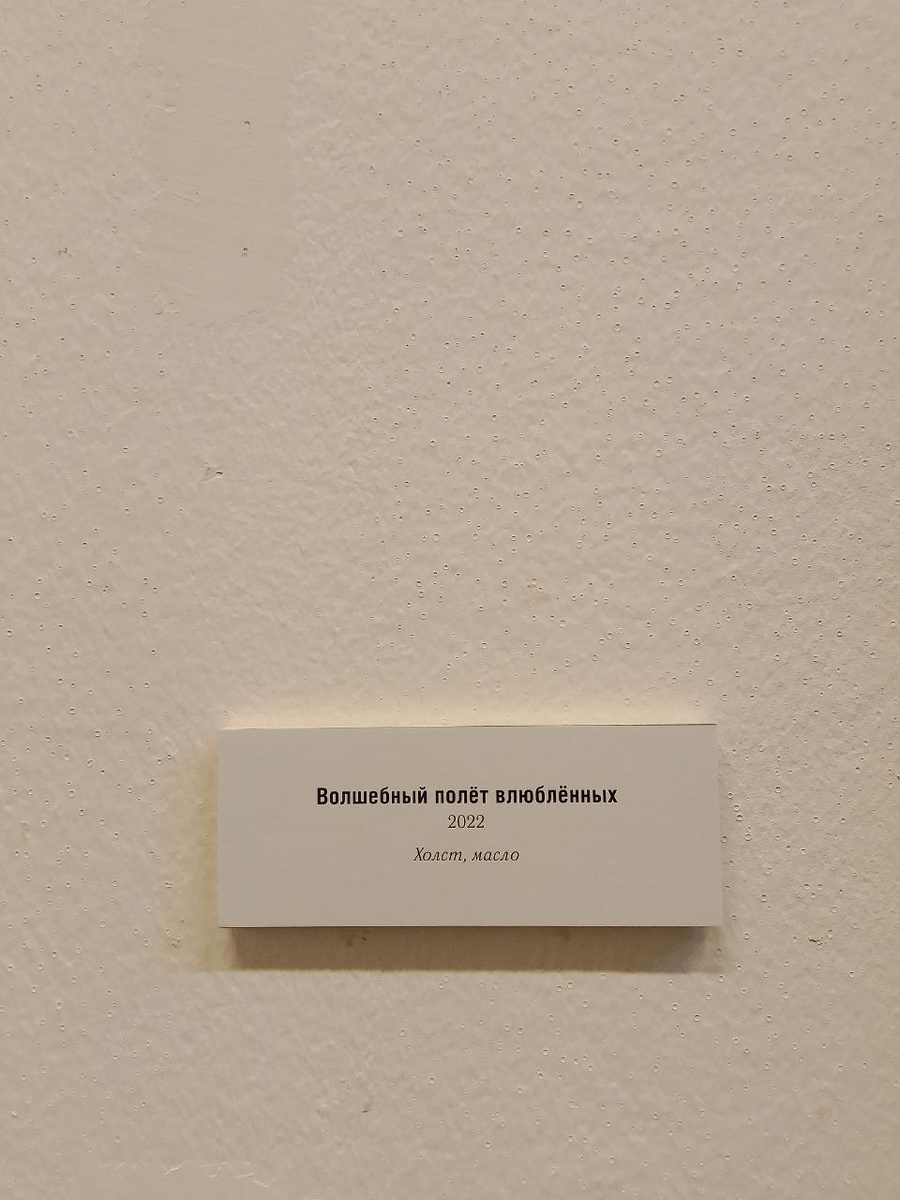 Волшебный полёт влюблённых
2022
Холст, масло